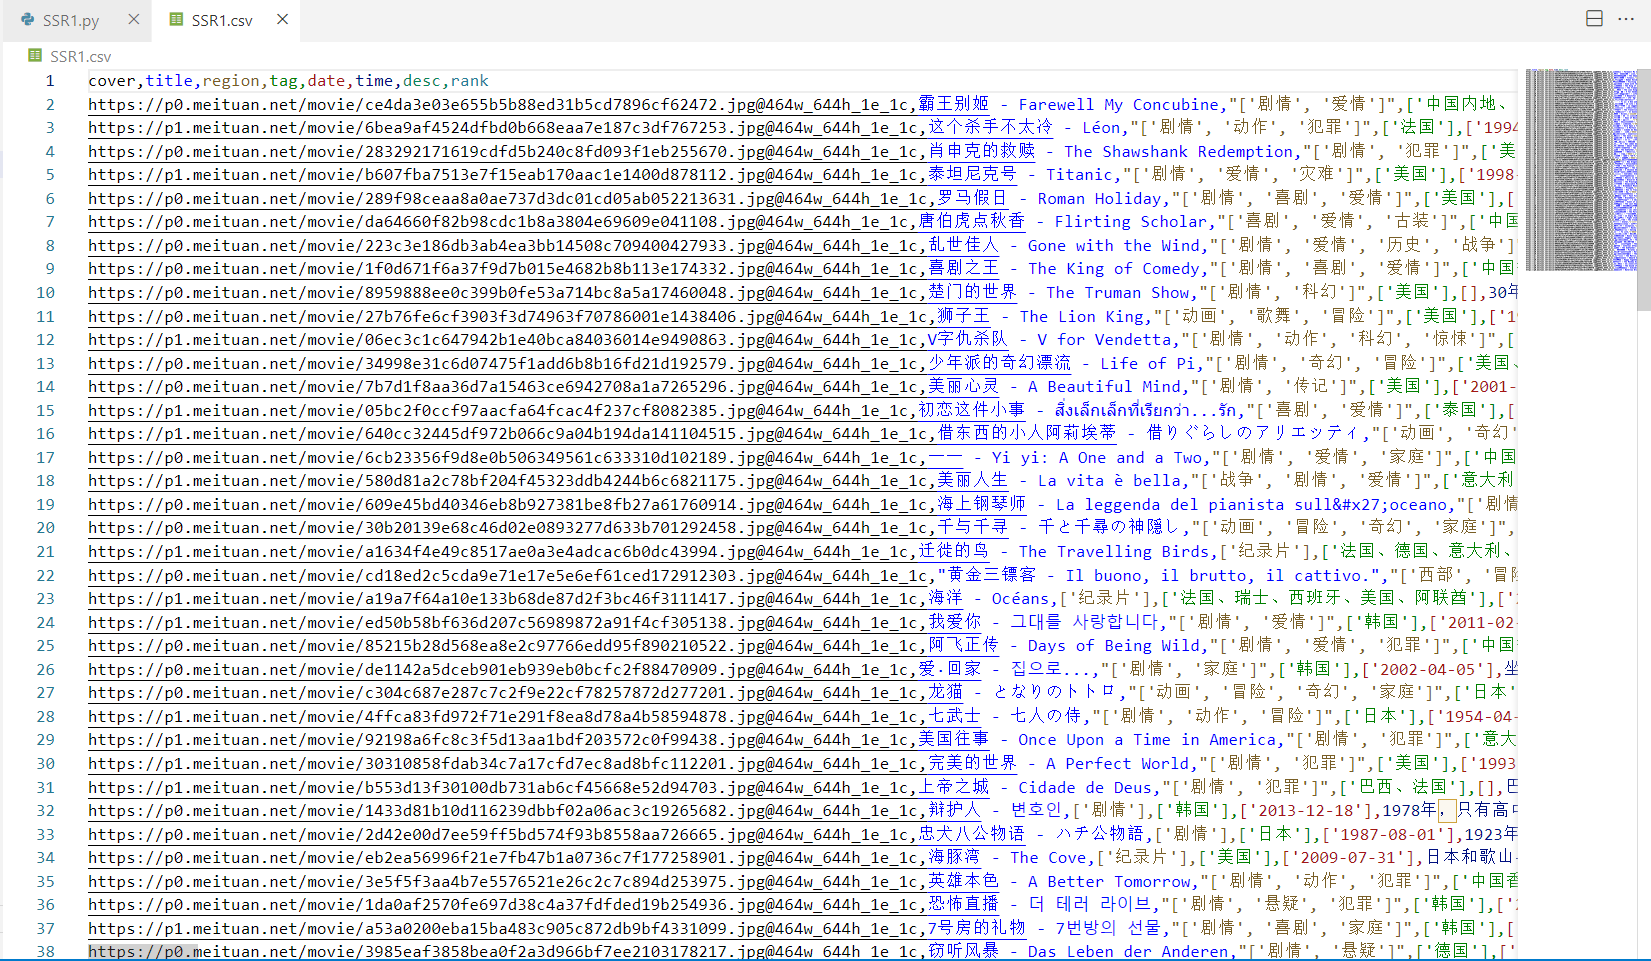 SSR1.py
SSR1.csv
SSR1.csv
1 cover,title,region,tag,date,time,desc,rank
2 https://p0.meituan.net/movie/ce4da3e03e655b5b88ed31b5cd7896cf62472.jpg@464w_644h_1e_1c,霸王别姬 - Farewell My Concubine,"['剧情', '爱情']",['中国内地、
3 https://p1.meituan.net/movie/6bea9af4524dfbd0b668eaa7e187c3df767253.jpg@464w_644h_1e_1c,这个杀手不太冷 - Léon,"['剧情', '动作', '犯罪']",['法国'],['1994
4 https://p0.meituan.net/movie/283292171619cdfd5b240c8fd093f1eb255670.jpg@464w_644h_1e_1c,肖申克的救赎 - The Shawshank Redemption,"['剧情', '犯罪']",['美
5 https://p1.meituan.net/movie/b607fba7513e7f15eab170aac1e1400d878112.jpg@464w_644h_1e_1c,泰坦尼克号 - Titanic,"['剧情', '爱情', '灾难']",['美国'],['1998-
6 https://p0.meituan.net/movie/289f98ceaa8a0ae737d3dc01cd05ab052213631.jpg@464w_644h_1e_1c,罗马假日 - Roman Holiday,"['剧情', '喜剧', '爱情']",['美国'],[
7 https://p0.meituan.net/movie/da64660f82b98cdc1b8a3804e69609e041108.jpg@464w_644h_1e_1c,唐伯虎点秋香 - Flirting Scholar,"['喜剧', '爱情', '古装']",['中国
8 https://p0.meituan.net/movie/223c3e186db3ab4ea3bb14508c709400427933.jpg@464w_644h_1e_1c,乱世佳人 - Gone with the Wind,"['剧情', '爱情', '历史', '战争']"
9 https://p0.meituan.net/movie/1f0d671f6a37f9d7b015e4682b8b113e174332.jpg@464w_644h_1e_1c,喜剧之王 - The King of Comedy,"['剧情', '喜剧', '爱情']",['中国
10 https://p0.meituan.net/movie/8959888ee0c399b0fe53a714bc8a5a17460048.jpg@464w_644h_1e_1c,楚门的世界 - The Truman Show,"['剧情', '科幻']",['美国'],[],30年
11 https://p0.meituan.net/movie/27b76fe6cf3903f3d74963f70786001e1438406.jpg@464w_644h_1e_1c,狮子王 - The Lion King,"['动画', '歌舞', '冒险']",['美国'],['1
12 https://p1.meituan.net/movie/06ec3c1c647942b1e40bca84036014e9490863.jpg@464w_644h_1e_1c,V字仇杀队 - V for Vendetta,"['剧情', '动作', '科幻', '惊悚']",[
13 https://p0.meituan.net/movie/34998e31c6d07475f1add6b8b16fd21d192579.jpg@464w_644h_1e_1c,少年派的奇幻漂流 - Life of Pi,"['剧情', '奇幻', '冒险']",['美国、
14 https://p0.meituan.net/movie/7b7d1f8aa36d7a15463ce6942708a1a7265296.jpg@464w_644h_1e_1c,美丽心灵 - A Beautiful Mind,"['剧情', '传记']",['美国'],['2001-
15 https://p1.meituan.net/movie/05bc2f0ccf97aacfa64fcac4f237cf8082385.jpg@464w_644h_1e_1c,初恋这件小事 - สิ่งเล็กเล็กที่เรียกว่า...รัก,"['喜剧', '爱情']",['泰国'],[
16 https://p0.meituan.net/movie/640cc32445df972b066c9a04b194da141104515.jpg@464w_644h_1e_1c,借东西的小人阿莉埃蒂 - 借りぐらしのアリエッティ,"['动画', '奇幻
17 https://p1.meituan.net/movie/6cb23356f9d8e0b506349561c633310d102189.jpg@464w_644h_1e_1c,一一 - Yi yi: A One and a Two,"['剧情', '爱情', '家庭']",['中国
18 https://p0.meituan.net/movie/580d81a2c78bf204f45323ddb4244b6c6821175.jpg@464w_644h_1e_1c,美丽人生 - La vita è bella,"['战争', '剧情', '爱情']",['意大利
19 https://p0.meituan.net/movie/609e45bd40346eb8b927381be8fb27a61760914.jpg@464w_644h_1e_1c,海上钢琴师 - La leggenda del pianista sull&#x27;oceano,"['剧情
20 https://p0.meituan.net/movie/30b20139e68c46d02e0893277d633b701292458.jpg@464w_644h_1e_1c,千与千寻 - 千と千尋の神隠し,"['动画', '冒险', '奇幻', '家庭']",
21 https://p0.meituan.net/movie/a1634f4e49c8517ae0a3e4adcac6b0dc43994.jpg@464w_644h_1e_1c,迁徙的鸟 - The Travelling Birds,['纪录片'],['法国、德国、意大利、
22 https://p0.meituan.net/movie/cd18ed2c5cda9e71e17e5e6ef61ced172912303.jpg@464w_644h_1e_1c,"黄金三镖客 - Il buono, il brutto, il cattivo.","['西部', '冒险
23 https://p1.meituan.net/movie/a19a7f64a10e133b68de87d2f3bc46f3111417.jpg@464w_644h_1e_1c,海洋 - Océans,['纪录片'],['法国、瑞士、西班牙、美国、阿联酋'],['
24 https://p0.meituan.net/movie/ed50b58bf636d207c56989872a91f4cf305138.jpg@464w_644h_1e_1c,我爱你 - 그대를 사랑합니다,"['剧情', '爱情']",['韩国'],['2011-02-
25 https://p1.meituan.net/movie/85215b28d568ea8e2c97766edd95f890210522.jpg@464w_644h_1e_1c,阿飞正传 - Days of Being Wild,"['剧情', '爱情', '犯罪']",['中国
26 https://p0.meituan.net/movie/de1142a5dceb901eb939eb0bcfc2f88470909.jpg@464w_644h_1e_1c,爱·回家 - 집으로...,"['剧情', '家庭']",['韩国'],['2002-04-05'],坐
27 https://p0.meituan.net/movie/c304c687e287c7c2f9e22cf78257872d277201.jpg@464w_644h_1e_1c,龙猫 - となりのトトロ,"['动画', '冒险', '奇幻', '家庭']",['日本'
28 https://p0.meituan.net/movie/4ffca83fd972f71e291f8ea8d78a4b58594878.jpg@464w_644h_1e_1c,七武士 - 七人の侍,"['剧情', '动作', '冒险']",['日本'],['1954-04-
29 https://p1.meituan.net/movie/92198a6fc8c3f5d13aa1bdf203572c0f99438.jpg@464w_644h_1e_1c,美国往事 - Once Upon a Time in America,"['剧情', '犯罪']",['意大
30 https://p1.meituan.net/movie/30310858fdab34c7a17cfd7ec8ad8bfc112201.jpg@464w_644h_1e_1c,完美的世界 - A Perfect World,"['剧情', '犯罪']",['美国'],['1993
31 https://p0.meituan.net/movie/b553d13f30100db731ab6cf45668e52d94703.jpg@464w_644h_1e_1c,上帝之城 - Cidade de Deus,"['剧情', '犯罪']",['巴西、法国'],[],巴
32 https://p0.meituan.net/movie/1433d81b10d116239dbbf02a06ac3c19265682.jpg@464w_644h_1e_1c,辩护人 - 변호인,['剧情'],['韩国'],['2013-12-18'],1978年，只有高中
33 https://p1.meituan.net/movie/2d42e00d7ee59ff5bd574f93b8558aa726665.jpg@464w_644h_1e_1c,忠犬八公物语 - ハチ公物語,['剧情'],['日本'],['1987-08-01'],1923年
34 https://p0.meituan.net/movie/eb2ea56996f21e7fb47b1a0736c7f177258901.jpg@464w_644h_1e_1c,海豚湾 - The Cove,['纪录片'],['美国'],['2009-07-31'],日本和歌山
35 https://p0.meituan.net/movie/3e5f5f3aa4b7e5576521e26c2c7c894d253975.jpg@464w_644h_1e_1c,英雄本色 - A Better Tomorrow,"['剧情', '动作', '犯罪']",['中国香
36 https://p0.meituan.net/movie/1da0af2570fe697d38c4a37fdfded19b254936.jpg@464w_644h_1e_1c,恐怖直播 - 더 테러 라이브,"['剧情', '悬疑', '犯罪']",['韩国'],['
37 https://p1.meituan.net/movie/a53a0200eba15ba483c905c872db9bf4331099.jpg@464w_644h_1e_1c,7号房的礼物 - 7번방의 선물,"['剧情', '喜剧', '家庭']",['韩国'],[
38 https://p0.meituan.net/movie/3985eaf3858bea0f2a3d966bf7ee2103178217.jpg@464w_644h_1e_1c,窃听风暴 - Das Leben der Anderen,"['剧情', '悬疑']",['德国'],['